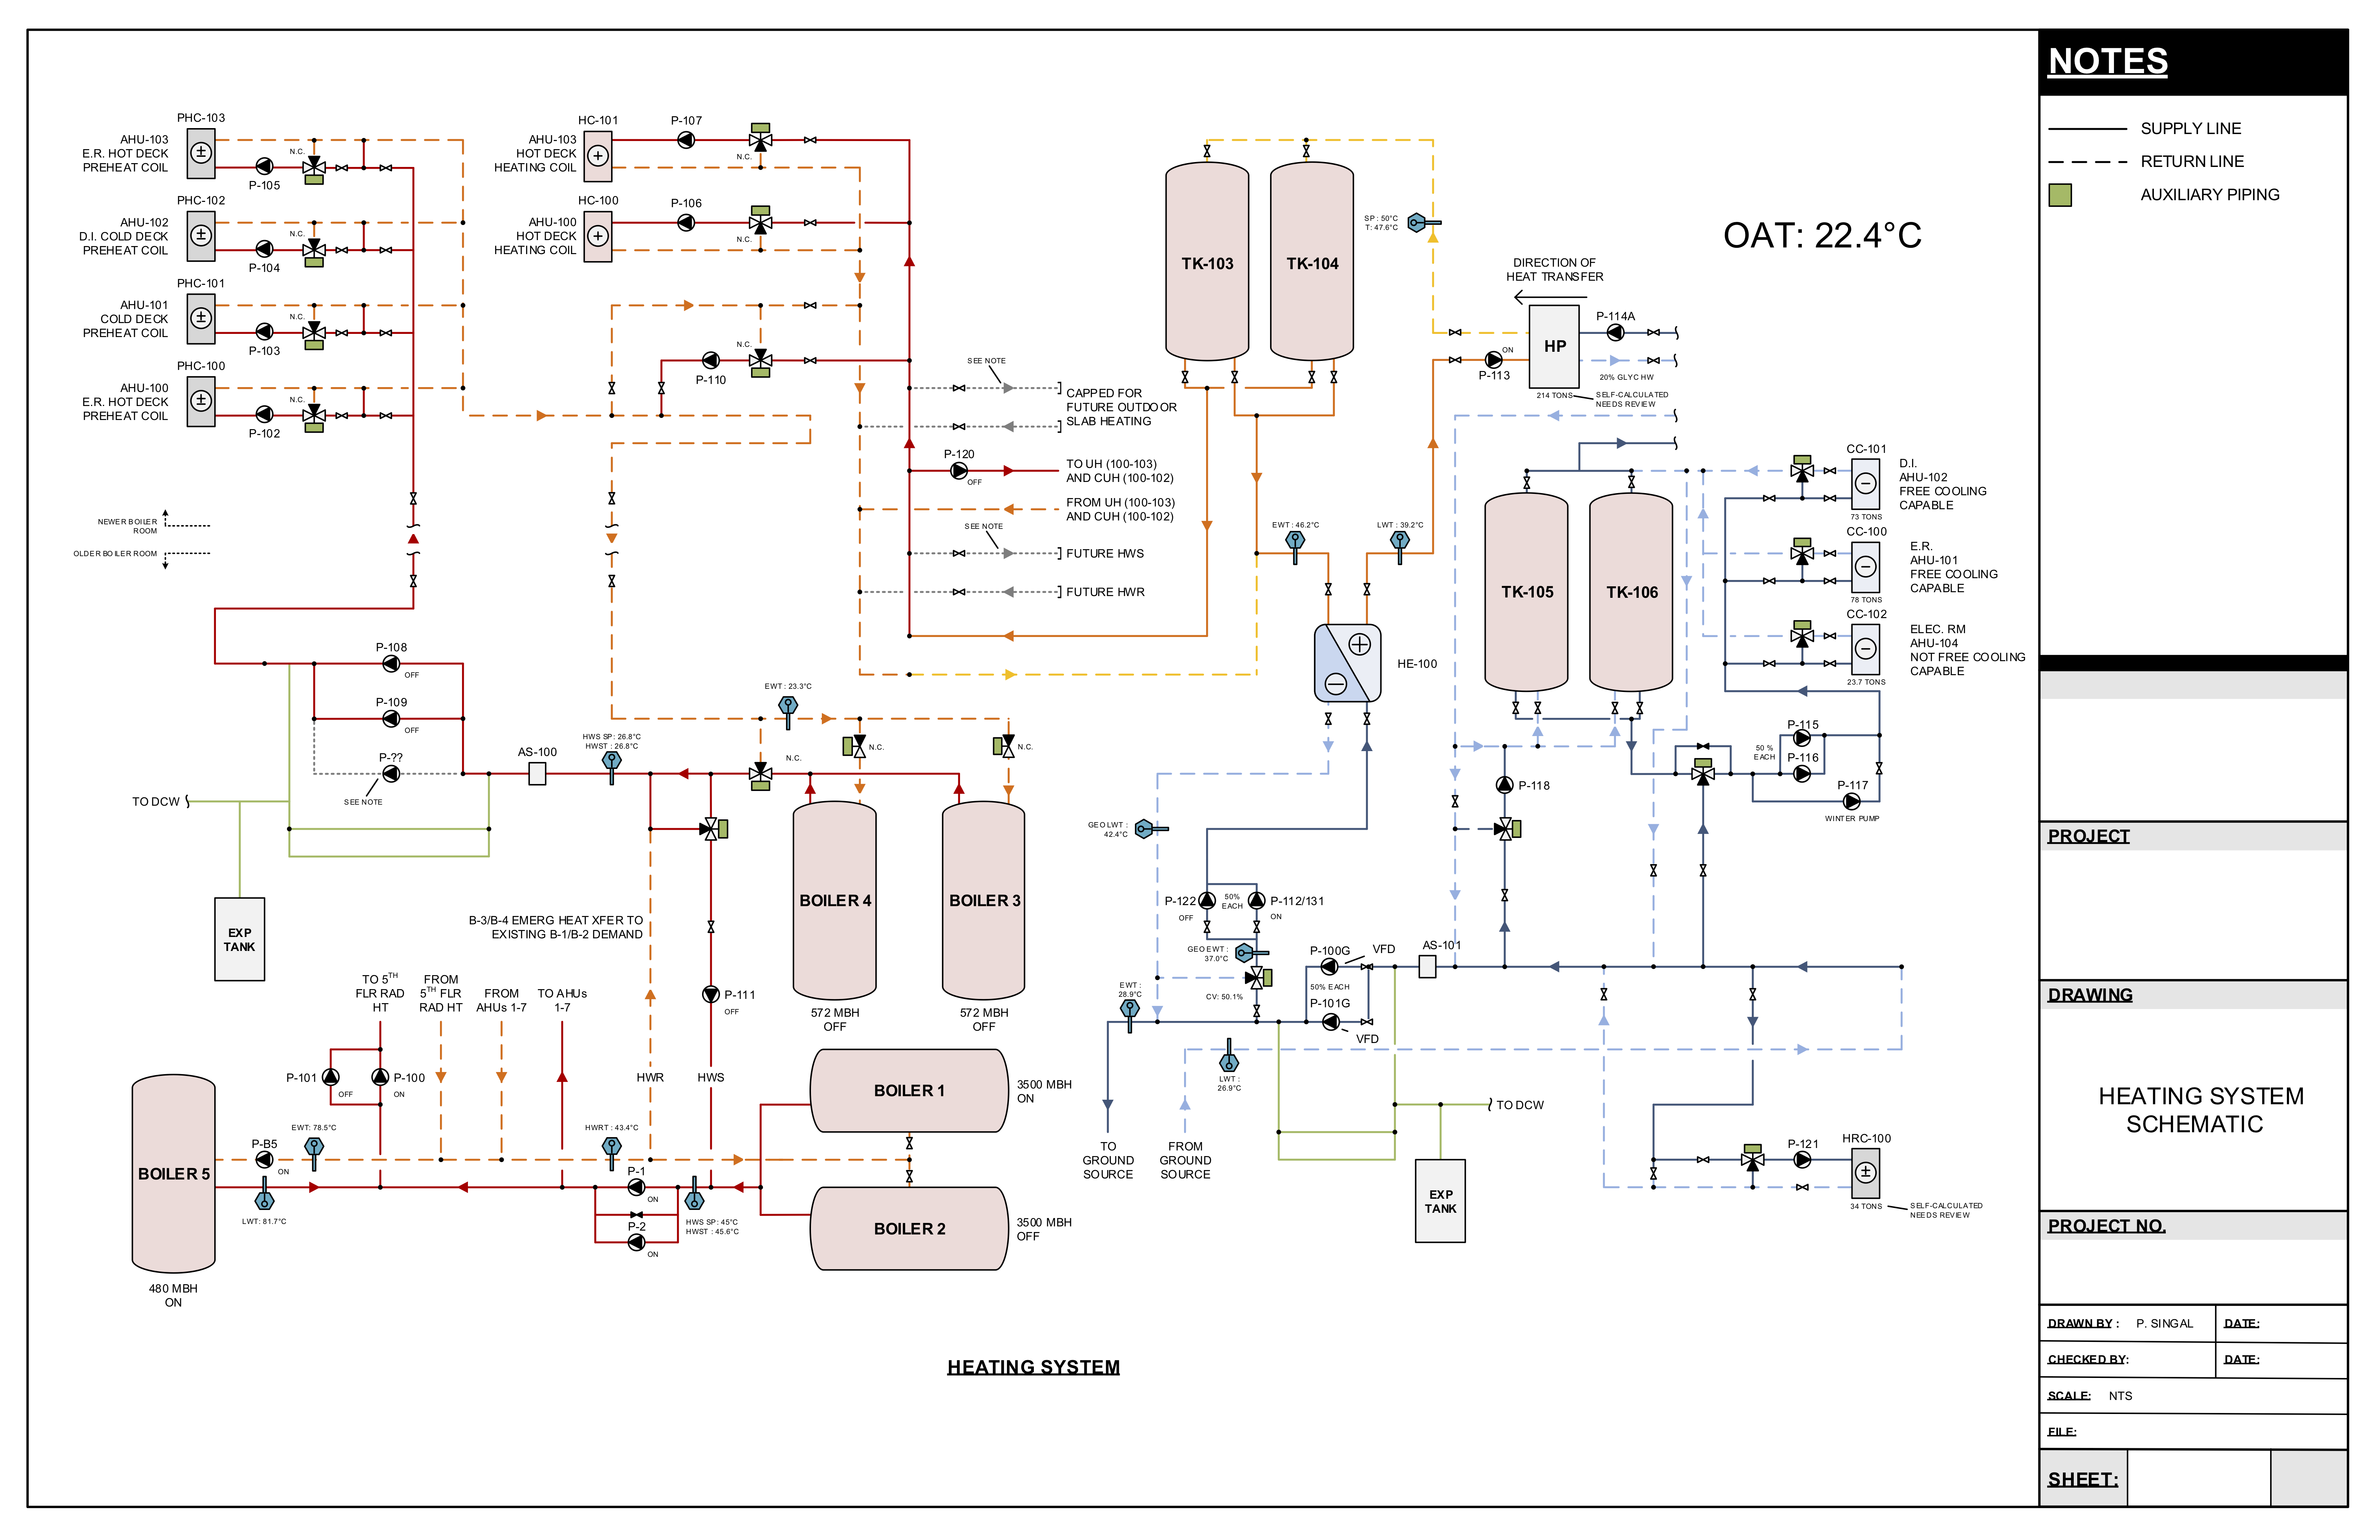 NOTES
SUPPLY LINE
RETURN LINE
AUXILIARY PIPING
PHC-103
AHU-103
E.R. HOT DECK
PREHEAT COIL
N.C.
P-105
PHC-102
AHU-102
D.I. COLD DECK
PREHEAT COIL
N.C.
P-104
PHC-101
AHU-101
COLD DECK
PREHEAT COIL
N.C.
P-103
PHC-100
AHU-100
E.R. HOT DECK
PREHEAT COIL
N.C.
P-102
HC-101
AHU-103
HOT DECK
HEATING COIL
P-107
N.C.
HC-100
AHU-100
HOT DECK
HEATING COIL
P-106
N.C.
N.C.
P-110
SEE NOTE
CAPPED FOR
FUTURE OUTDOOR
SLAB HEATING
P-120
OFF
TO UH (100-103)
AND CUH (100-102)
FROM UH (100-103)
AND CUH (100-102)
SEE NOTE
FUTURE HWS
FUTURE HWR
NEWER BOILER
ROOM
OLDER BOILER ROOM
TK-103
TK-104
SP : 50°C
T: 47.6°C
OAT: 22.4°C
DIRECTION OF
HEAT TRANSFER
HP
P-114A
ON
P-113
20% GLYC HW
214 TONS
SELF-CALCULATED
NEEDS REVIEW
EWT : 46.2°C
LWT : 39.2°C
HE-100
TK-105
TK-106
CC-101
D.I.
AHU-102
FREE COOLING
CAPABLE
73 TONS
CC-100
E.R.
AHU-101
FREE COOLING
CAPABLE
78 TONS
CC-102
ELEC. RM
AHU-104
NOT FREE COOLING
CAPABLE
23.7 TONS
P-115
50 %
EACH
P-116
P-117
WINTER PUMP
P-118
P-108
OFF
P-109
OFF
P-??
SEE NOTE
AS-100
HWS SP : 26.8°C
HWST : 26.8°C
EWT : 23.3°C
N.C.
N.C.
N.C.
TO DCW
EXP
TANK
BOILER 4
572 MBH
OFF
BOILER 3
572 MBH
OFF
B-3/B-4 EMERG HEAT XFER TO
EXISTING B-1/B-2 DEMAND
P-111
OFF
HWR
HWS
TO 5TH
FLR RAD
HT
FROM
5TH FLR
RAD HT
FROM
AHUs 1-7
TO AHUs
1-7
P-101
OFF
P-100
ON
BOILER 5
480 MBH
ON
P-B5
ON
EWT: 78.5°C
LWT: 81.7°C
HWRT : 43.4°C
P-1
ON
P-2
ON
HWS SP: 45°C
HWST : 45.6°C
BOILER 1
3500 MBH
ON
BOILER 2
3500 MBH
OFF
GEO LWT :
42.4°C
P-122
OFF
50%
EACH
P-112/131
ON
GEO EWT :
37.0°C
CV: 50.1%
EWT :
28.9°C
LWT :
26.9°C
P-100G
VFD
50% EACH
P-101G
VFD
AS-101
TO
GROUND
SOURCE
FROM
GROUND
SOURCE
TO DCW
EXP
TANK
P-121
HRC-100
34 TONS
SELF-CALCULATED
NEEDS REVIEW
HEATING SYSTEM
PROJECT
DRAWING
HEATING SYSTEM
SCHEMATIC
PROJECT NO.
DRAWN BY : P. SINGAL DATE:
CHECKED BY: DATE:
SCALE: NTS
FILE:
SHEET: